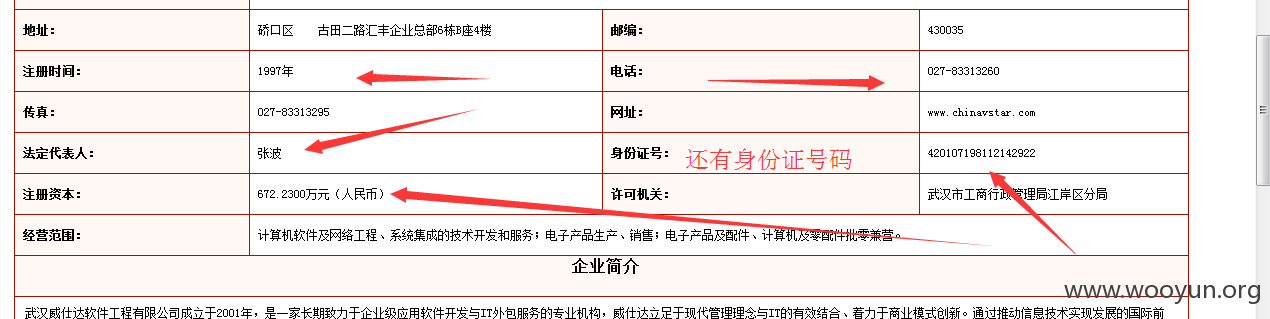 地址： 硚口区 古田二路汇丰企业总部6栋B座4楼 邮编： 430035
注册时间： 1997年 电话： 027-83313260
传真： 027-83313295 网址： www.chinavstar.com
法定代表人： 张波 身份证号： 还有身份证号码 420107198112142922
注册资本： 672.2300万元（人民币） 许可机关： 武汉市工商行政管理局江岸区分局
经营范围： 计算机软件及网络工程、系统集成的技术开发和服务；电子产品生产、销售；电子产品及配件、计算机及零配件批零兼营。
企业简介
www.wooyun.org
武汉威仕达软件工程有限公司成立于2001年，是一家长期致力于企业级应用软件开发与IT外包服务的专业机构，威仕达立足于现代管理理念与IT的有效结合、着力于商业模式创新。通过推动信息技术实现发展的国际前